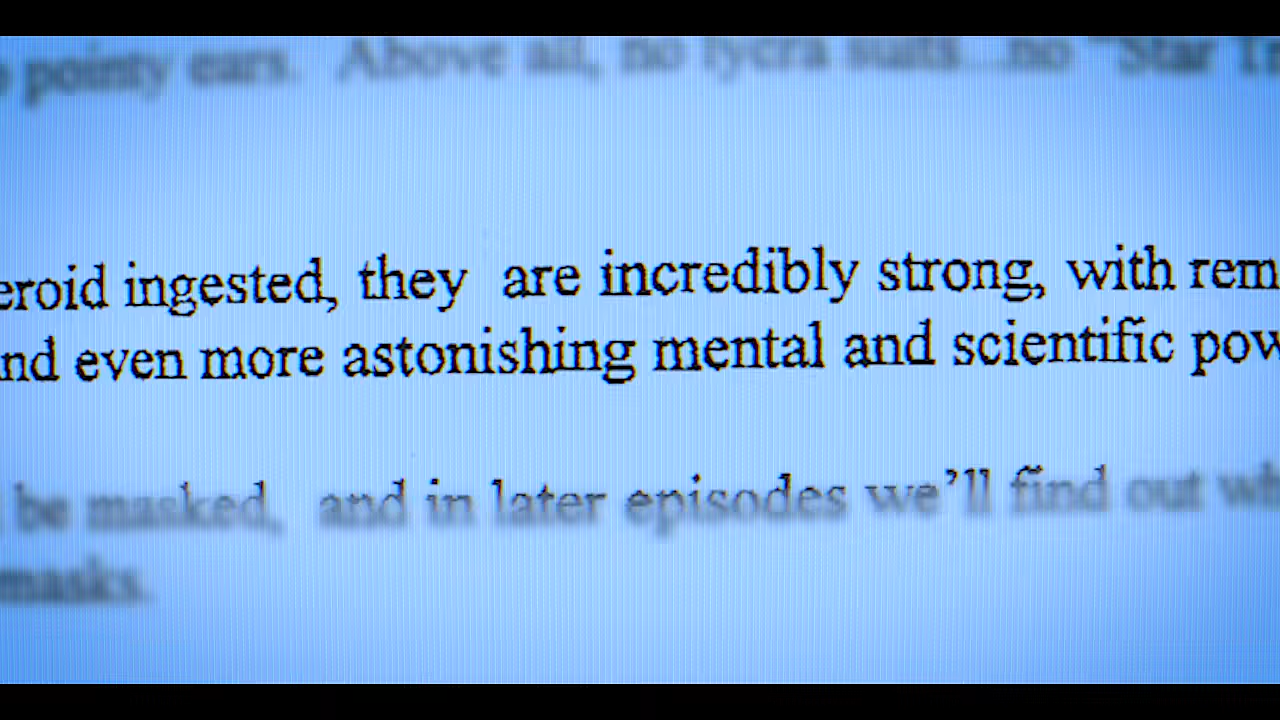 pointy ears. Above all, no lycra suits...no "Star
eroid ingested, they are incredibly strong, with rem
nd even more astonishing mental and scientific pow
be masked, and in later episodes we'll find out wh
masks.